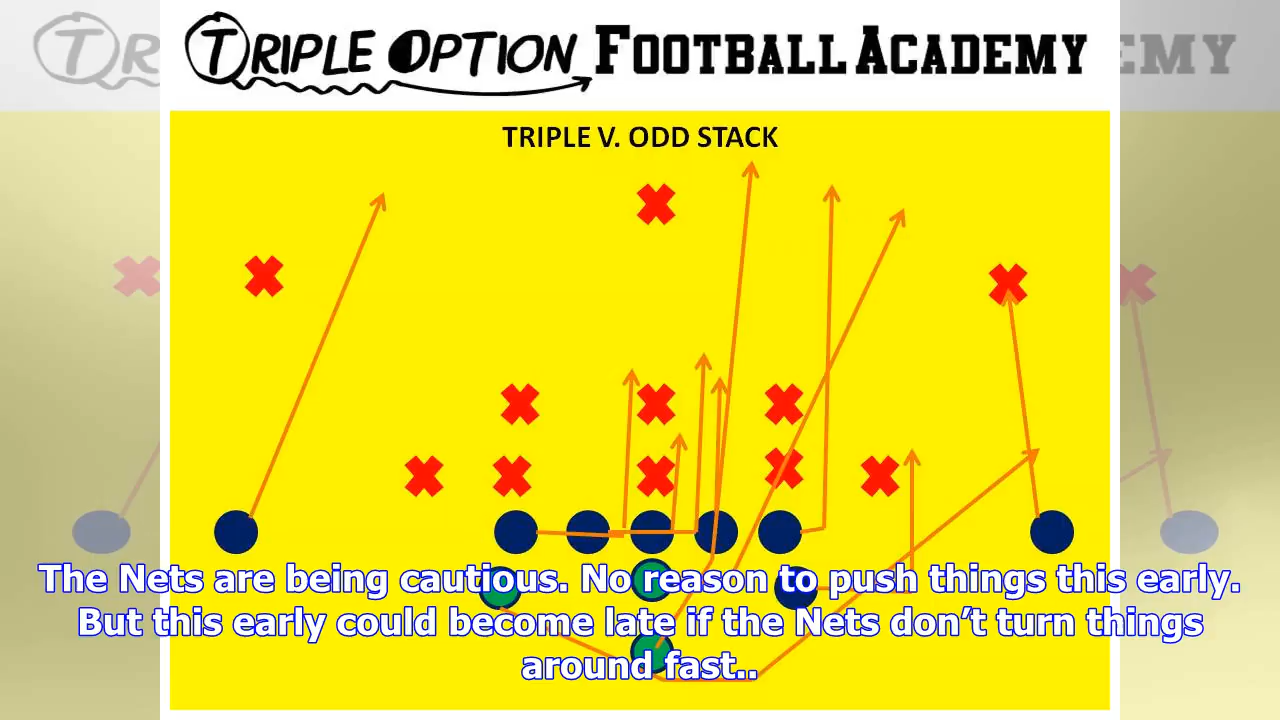 TRIPLE OPTION FOOTBALL ACADEMY
TRIPLE V. ODD STACK
The Nets are being cautious. No reason to push things this early.
But this early could become late if the Nets don’t turn things
around fast..